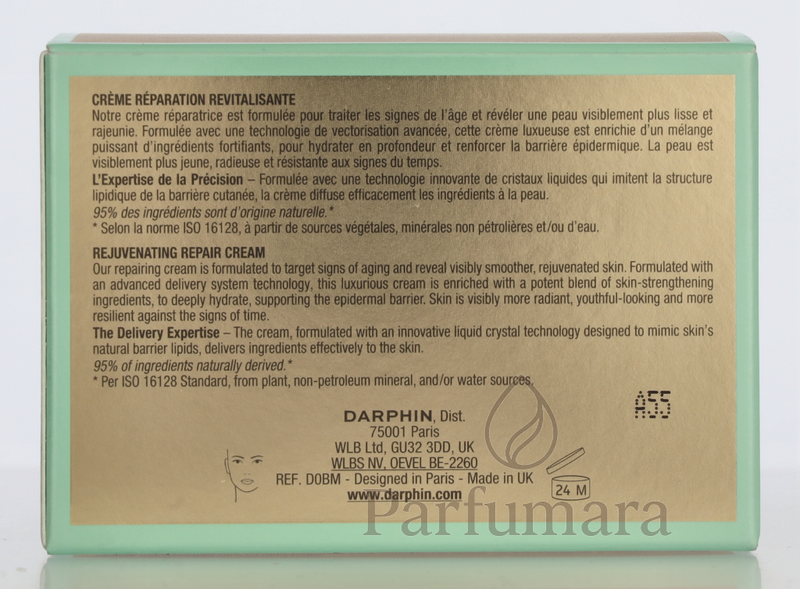 CRÈME RÉPARATION REVITALISANTE
Notre crème réparatrice est formulée pour traiter les signes de l'âge et révéler une peau visiblement plus lisse et
rajeunie. Formulée avec une technologie de vectorisation avancée, cette crème luxueuse est enrichie d'un mélange
puissant d'ingrédients fortifiants, pour hydrater en profondeur et renforcer la barrière épidermique. La peau est
visiblement plus jeune, radieuse et résistante aux signes du temps.
L'Expertise de la Précision – Formulée avec une technologie innovante de cristaux liquides qui imitent la structure
lipidique de la barrière cutanée, la crème diffuse efficacement les ingrédients à la peau.
95% des ingrédients sont d'origine naturelle.*
* Selon la norme ISO 16128, à partir de sources végétales, minérales non pétrolières et/ou d'eau.
REJUVENATING REPAIR CREAM
Our repairing cream is formulated to target signs of aging and reveal visibly smoother, rejuvenated skin. Formulated with
an advanced delivery system technology, this luxurious cream is enriched with a potent blend of skin-strengthening
ingredients, to deeply hydrate, supporting the epidermal barrier. Skin is visibly more radiant, youthful-looking and more
resilient against the signs of time.
The Delivery Expertise – The cream, formulated with an innovative liquid crystal technology designed to mimic skin's
natural barrier lipids, delivers ingredients effectively to the skin.
95% of ingredients naturally derived.*
* Per ISO 16128 Standard, from plant, non-petroleum mineral, and/or water sources.
A55
DARPHIN, Dist.
75001 Paris
WLB Ltd, GU32 3DD, UK
WLBS NV, OEVEL BE-2260
REF. D0BM - Designed in Paris - Made in UK
www.darphin.com
24 M
Parfumara